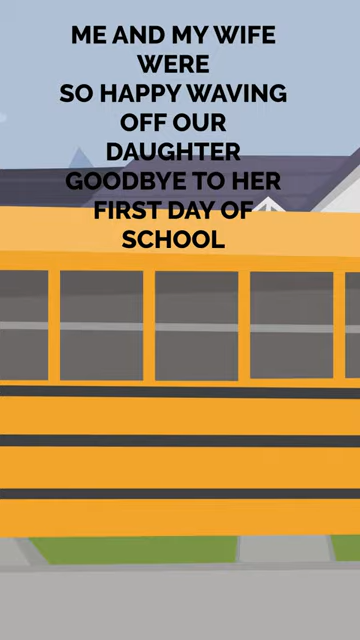 ME AND MY WIFE
WERE
SO HAPPY WAVING
OFF OUR
DAUGHTER
GOODBYE TO HER
FIRST DAY OF
SCHOOL